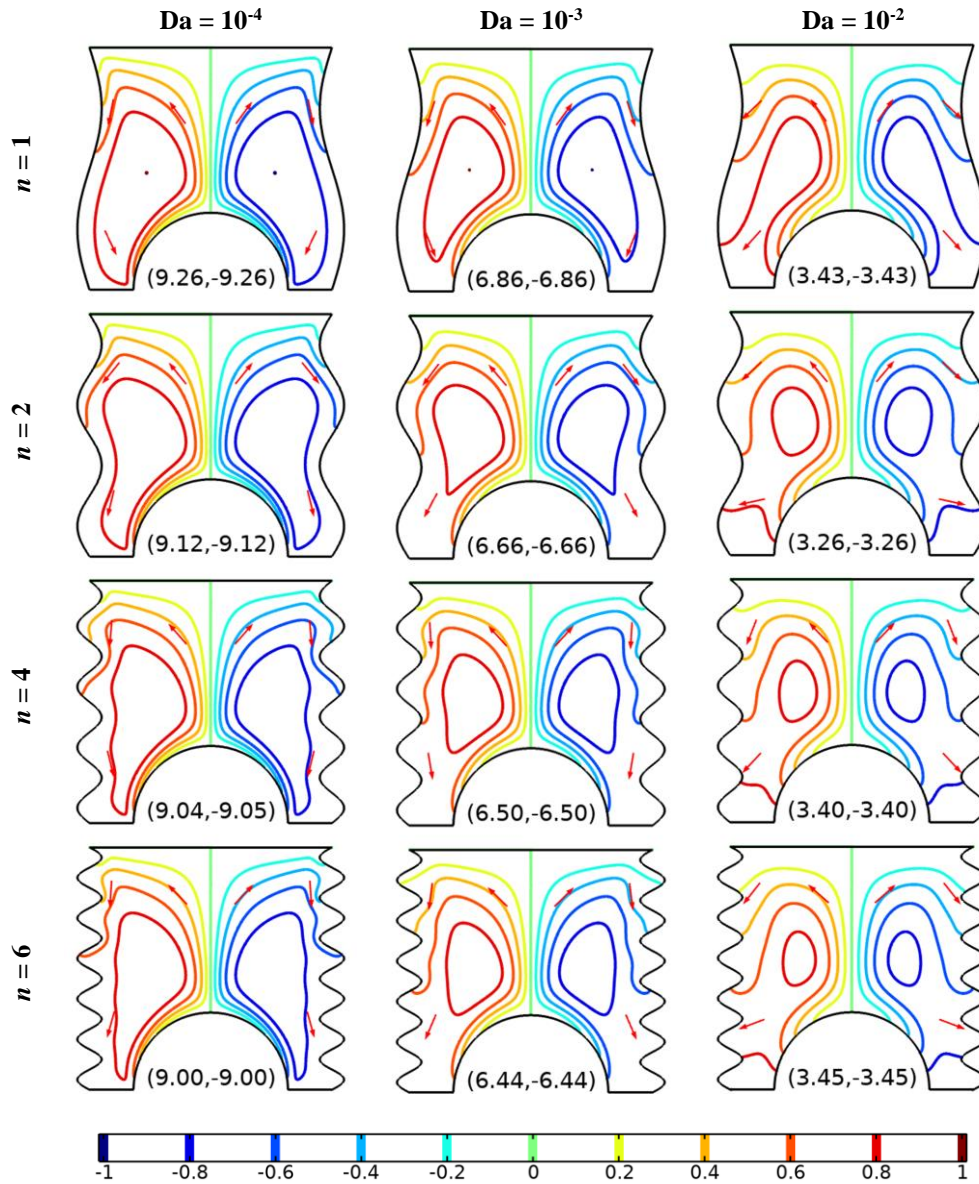 Da = 10⁻⁴ Da = 10⁻³ Da = 10⁻²
n = 1
(9.26,-9.26) (6.86,-6.86) (3.43,-3.43)
n = 2
(9.12,-9.12) (6.66,-6.66) (3.26,-3.26)
n = 4
(9.04,-9.05) (6.50,-6.50) (3.40,-3.40)
n = 6
(9.00,-9.00) (6.44,-6.44) (3.45,-3.45)
-1 -0.8 -0.6 -0.4 -0.2 0 0.2 0.4 0.6 0.8 1